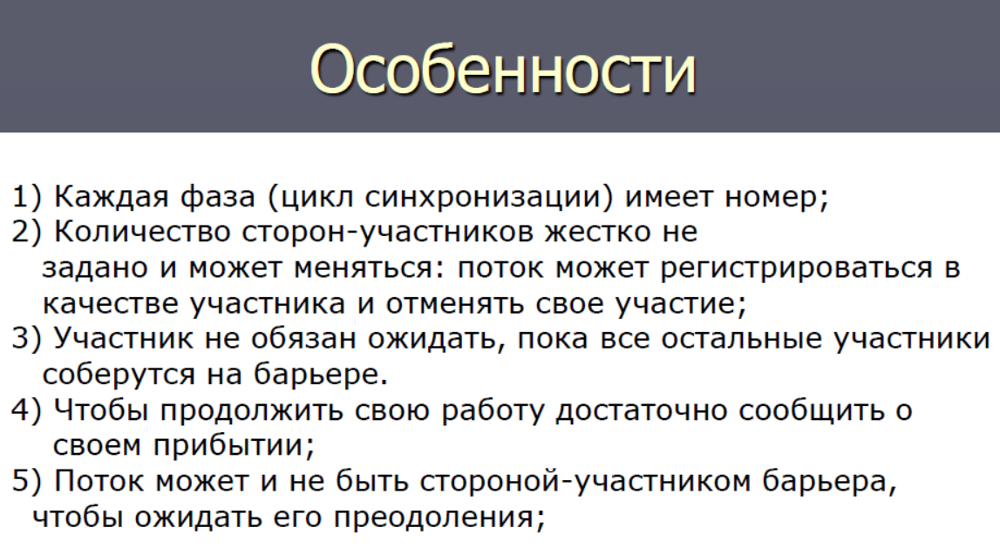 Особенности
1) Каждая фаза (цикл синхронизации) имеет номер;
2) Количество сторон-участников жестко не
задано и может меняться: поток может регистрироваться в
качестве участника и отменять свое участие;
3) Участник не обязан ожидать, пока все остальные участники
соберутся на барьере.
4) Чтобы продолжить свою работу достаточно сообщить о
своем прибытии;
5) Поток может и не быть стороной-участником барьера,
чтобы ожидать его преодоления;